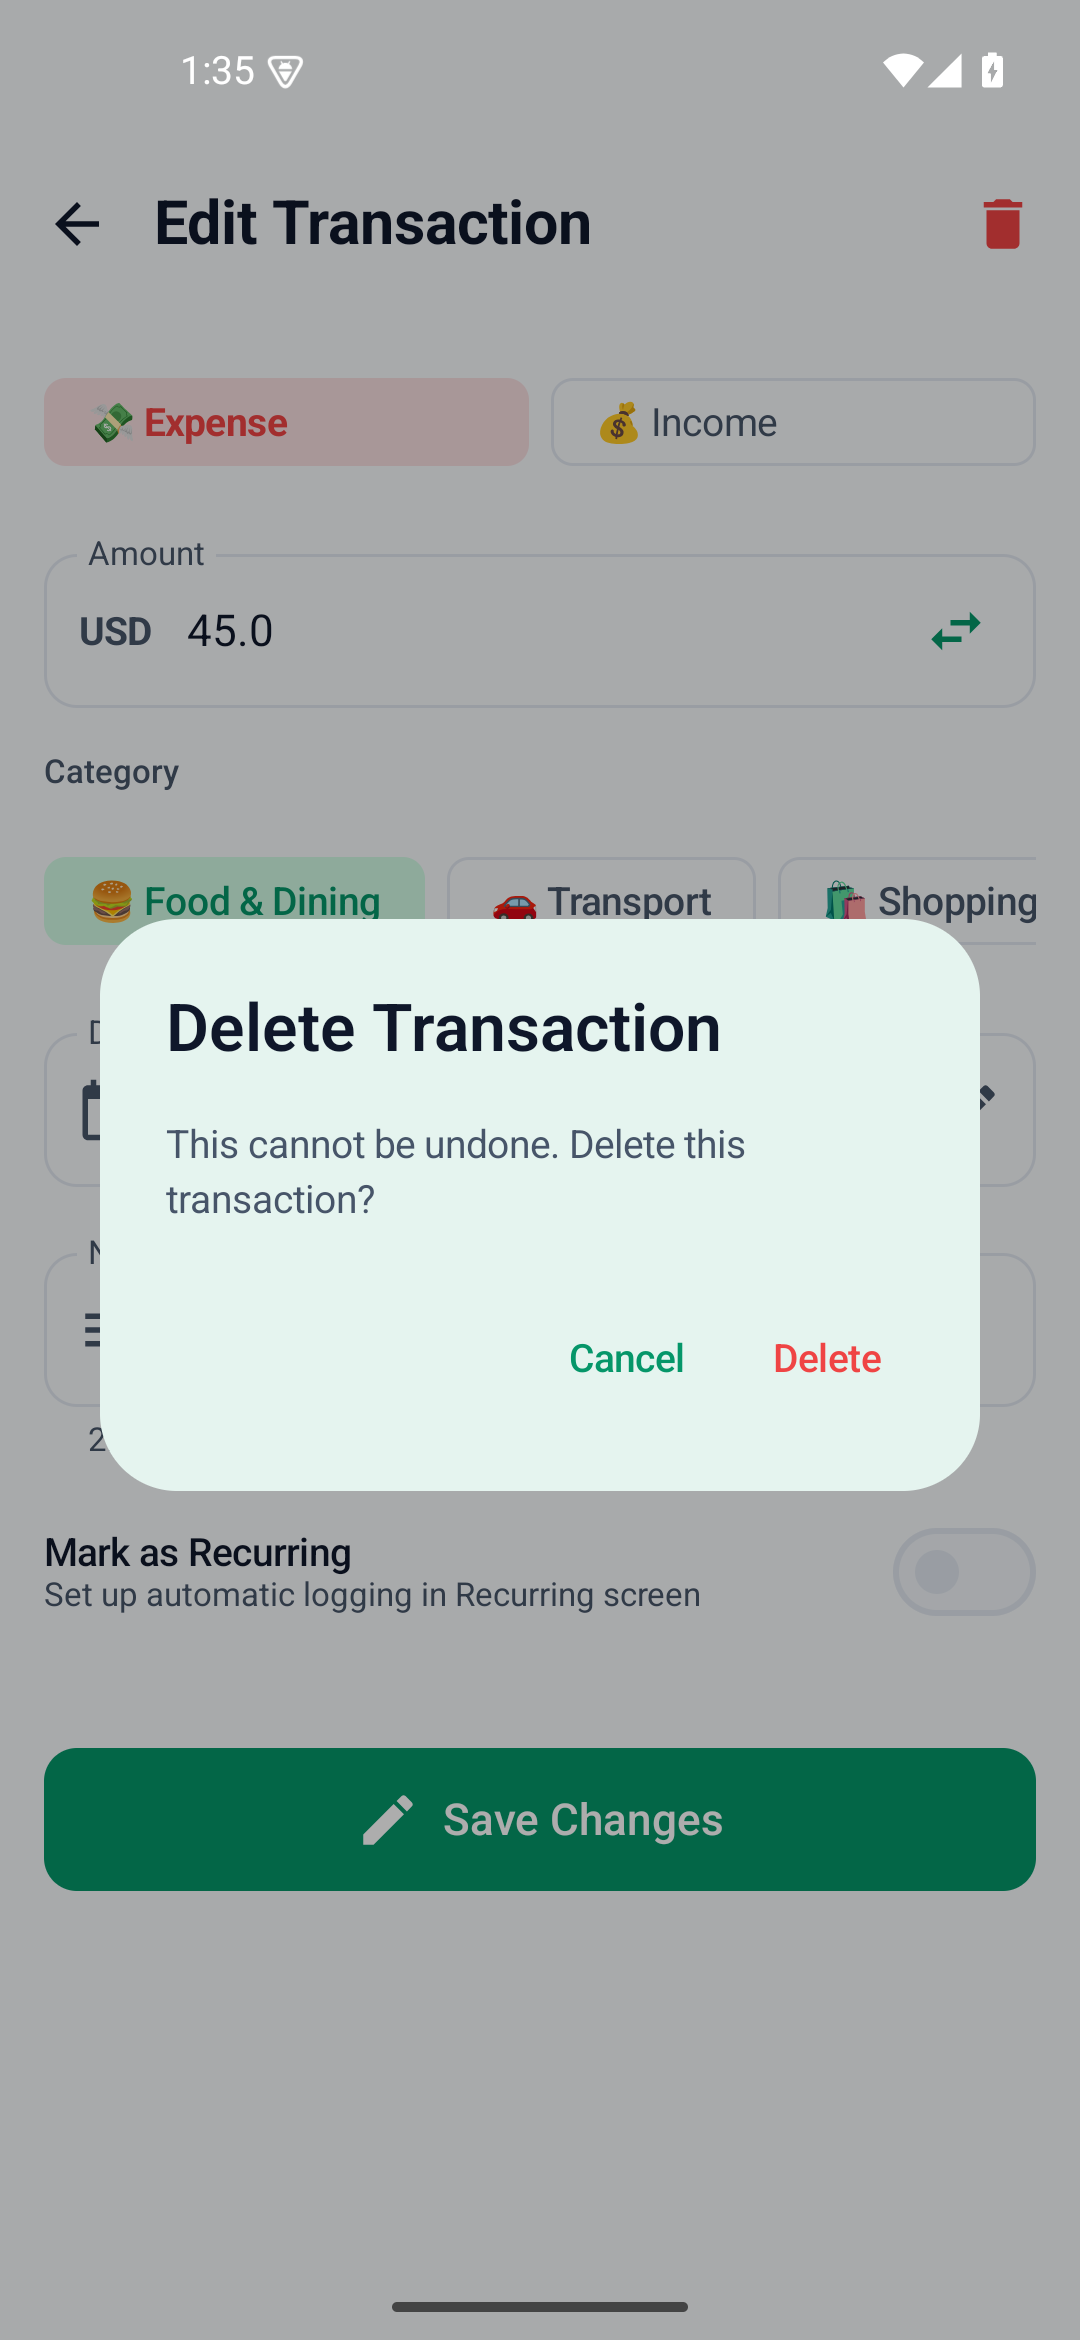 1:35
Edit Transaction
Expense
Income
Amount
USD 45.0
Category
Food & Dining
Transport
Shopping
Delete Transaction
This cannot be undone. Delete this
transaction?
Cancel
Delete
Mark as Recurring
Set up automatic logging in Recurring screen
Save Changes